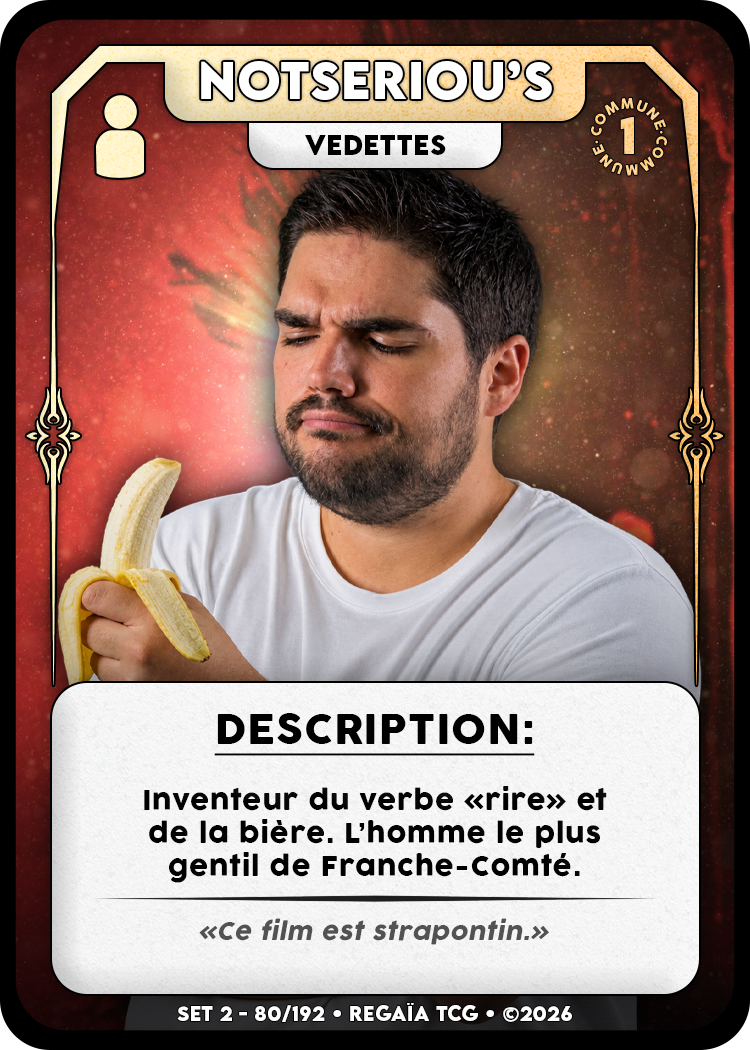 NOTSERIOU'S
VEDETTES
COMMUNE·COMMUNE·
1
DESCRIPTION:
Inventeur du verbe «rire» et
de la bière. L'homme le plus
gentil de Franche-Comté.
«Ce film est strapontin.»
SET 2 - 80/192 • REGAÏA TCG • ©2026